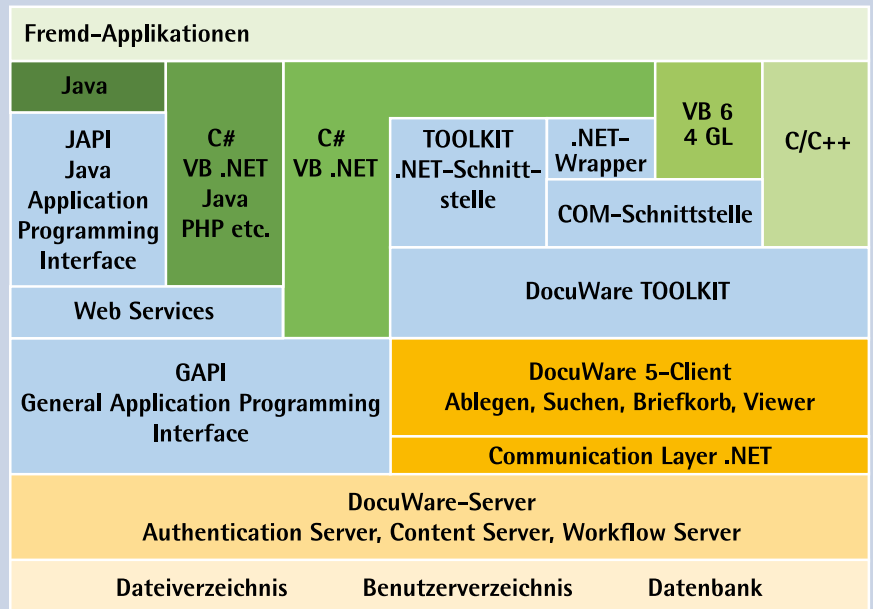 Fremd-Applikationen
Java
JAPI
Java
Application
Programming
Interface
C#
VB .NET
Java
PHP etc.
C#
VB .NET
TOOLKIT
.NET-Schnitt-
stelle
.NET-
Wrapper
VB 6
4 GL
C/C++
COM-Schnittstelle
Web Services
DocuWare TOOLKIT
GAPI
General Application Programming
Interface
DocuWare 5-Client
Ablegen, Suchen, Briefkorb, Viewer
Communication Layer .NET
DocuWare-Server
Authentication Server, Content Server, Workflow Server
Dateiverzeichnis Benutzerverzeichnis Datenbank